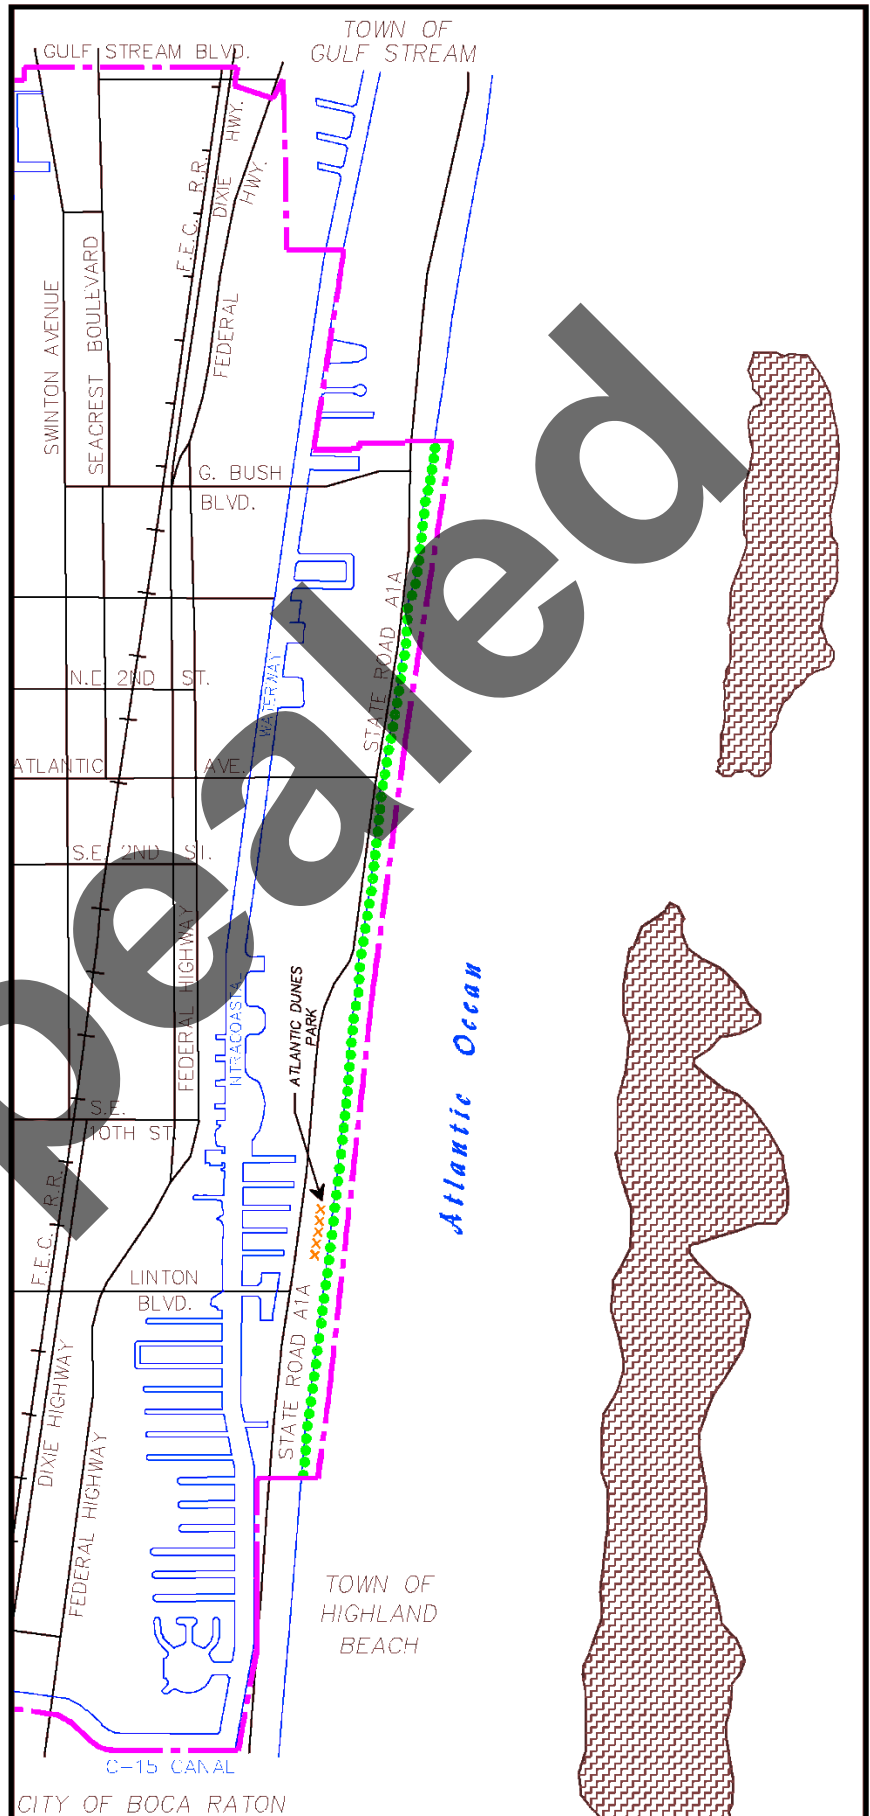 TOWN OF
GULF STREAM
GULF STREAM BLVD.
DIXIE HWY.
F.E.C. R.R.
FEDERAL HWY.
SWINTON AVENUE
SEACREST BOULEVARD
G. BUSH
BLVD.
STATE ROAD A1A
N.E. 2ND ST.
WATERWAY
ATLANTIC AVE.
S.E. 2ND ST.
FEDERAL HIGHWAY
INTRACOASTAL
ATLANTIC DUNES
PARK
Atlantic Ocean
S.E.
10TH ST.
xxxxx
F.E.C. R.R.
LINTON
BLVD.
STATE ROAD A1A
DIXIE HIGHWAY
FEDERAL HIGHWAY
TOWN OF
HIGHLAND
BEACH
C-15 CANAL
CITY OF BOCA RATON
pealed